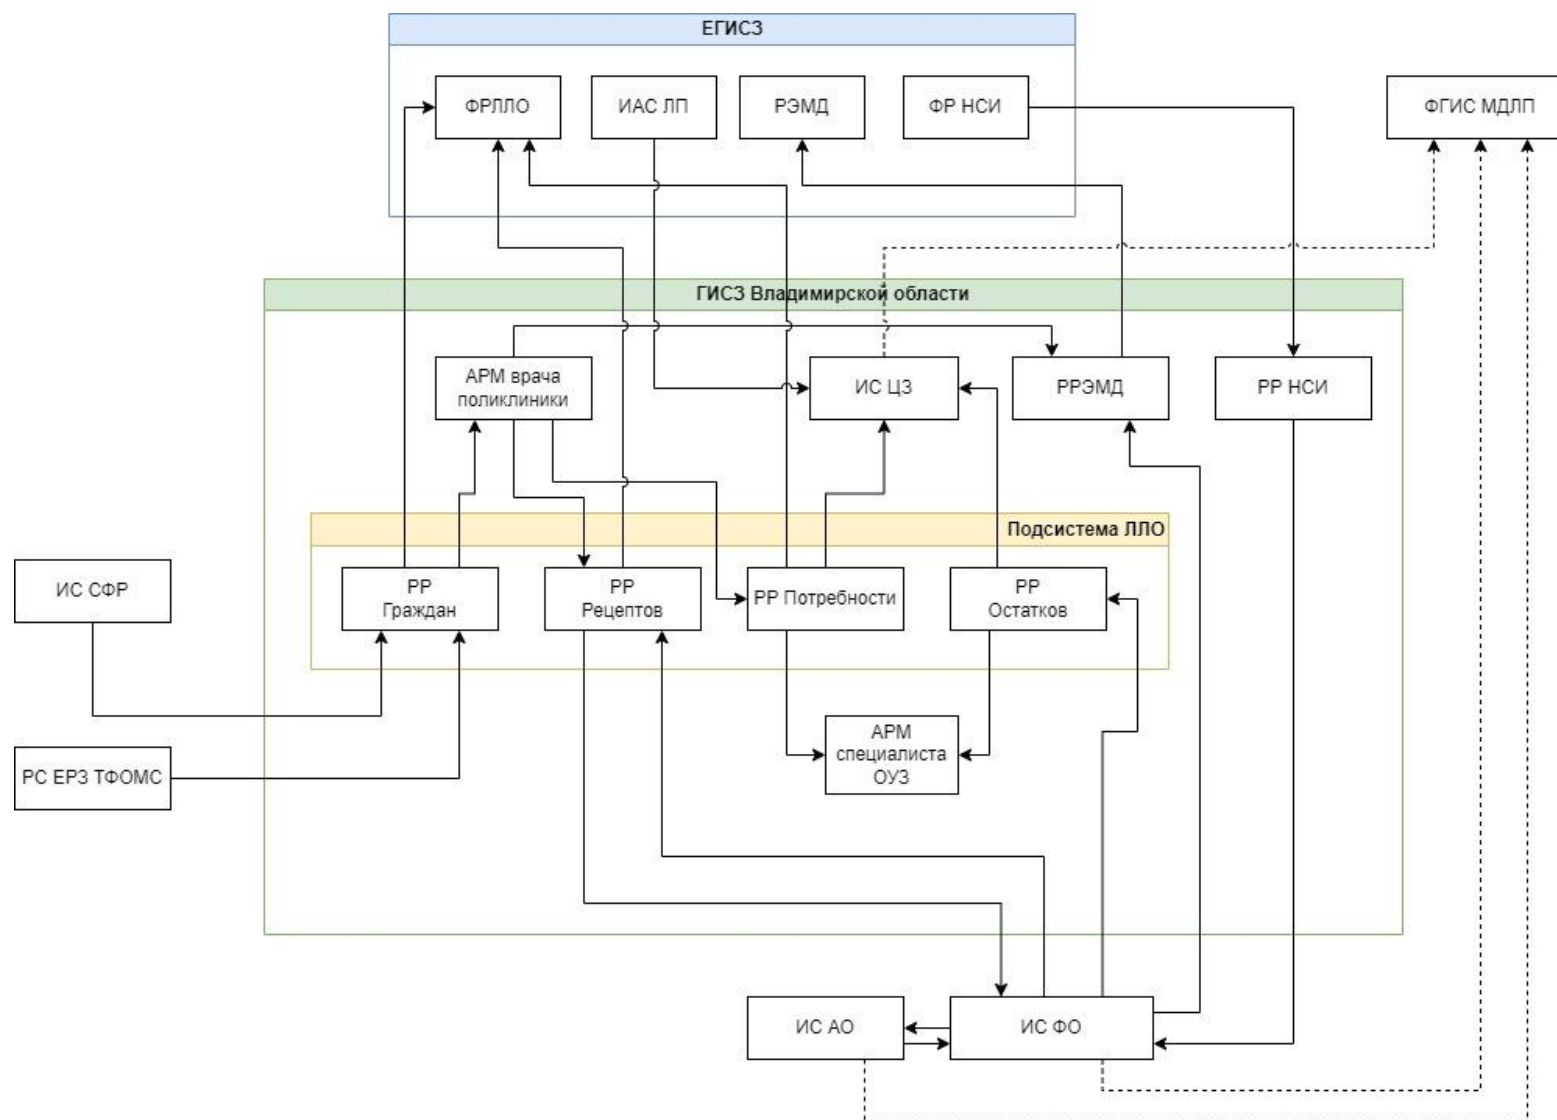 ЕГИСЗ
ФРЛЛО
ИАС ЛП
РЭМД
ФР НСИ
ФГИС МДЛП
ГИСЗ Владимирской области
АРМ врача
поликлиники
ИС ЦЗ
РРЭМД
РР НСИ
Подсистема ЛЛО
ИС СФР
РР
Граждан
РР
Рецептов
РР Потребности
РР
Остатков
РС ЕРЗ ТФОМС
АРМ
специалиста
ОУЗ
ИС АО
ИС ФО